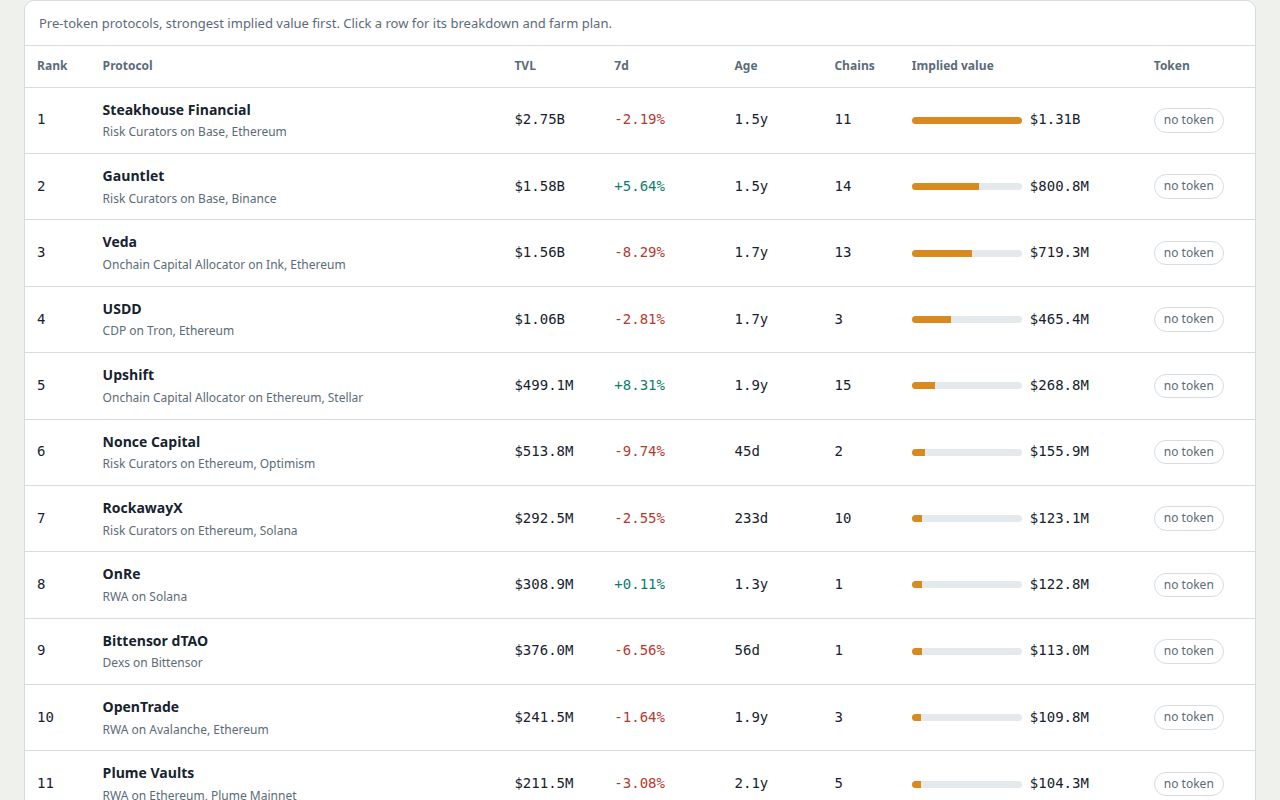 Pre-token protocols, strongest implied value first. Click a row for its breakdown and farm plan.
Rank Protocol TVL 7d Age Chains Implied value Token
1 Steakhouse Financial $2.75B -2.19% 1.5y 11 $1.31B no token
Risk Curators on Base, Ethereum
2 Gauntlet $1.58B +5.64% 1.5y 14 $800.8M no token
Risk Curators on Base, Binance
3 Veda $1.56B -8.29% 1.7y 13 $719.3M no token
Onchain Capital Allocator on Ink, Ethereum
4 USDD $1.06B -2.81% 1.7y 3 $465.4M no token
CDP on Tron, Ethereum
5 Upshift $499.1M +8.31% 1.9y 15 $268.8M no token
Onchain Capital Allocator on Ethereum, Stellar
6 Nonce Capital $513.8M -9.74% 45d 2 $155.9M no token
Risk Curators on Ethereum, Optimism
7 RockawayX $292.5M -2.55% 233d 10 $123.1M no token
Risk Curators on Ethereum, Solana
8 OnRe $308.9M +0.11% 1.3y 1 $122.8M no token
RWA on Solana
9 Bittensor dTAO $376.0M -6.56% 56d 1 $113.0M no token
Dexs on Bittensor
10 OpenTrade $241.5M -1.64% 1.9y 3 $109.8M no token
RWA on Avalanche, Ethereum
11 Plume Vaults $211.5M -3.08% 2.1y 5 $104.3M no token
RWA on Ethereum, Plume Mainnet